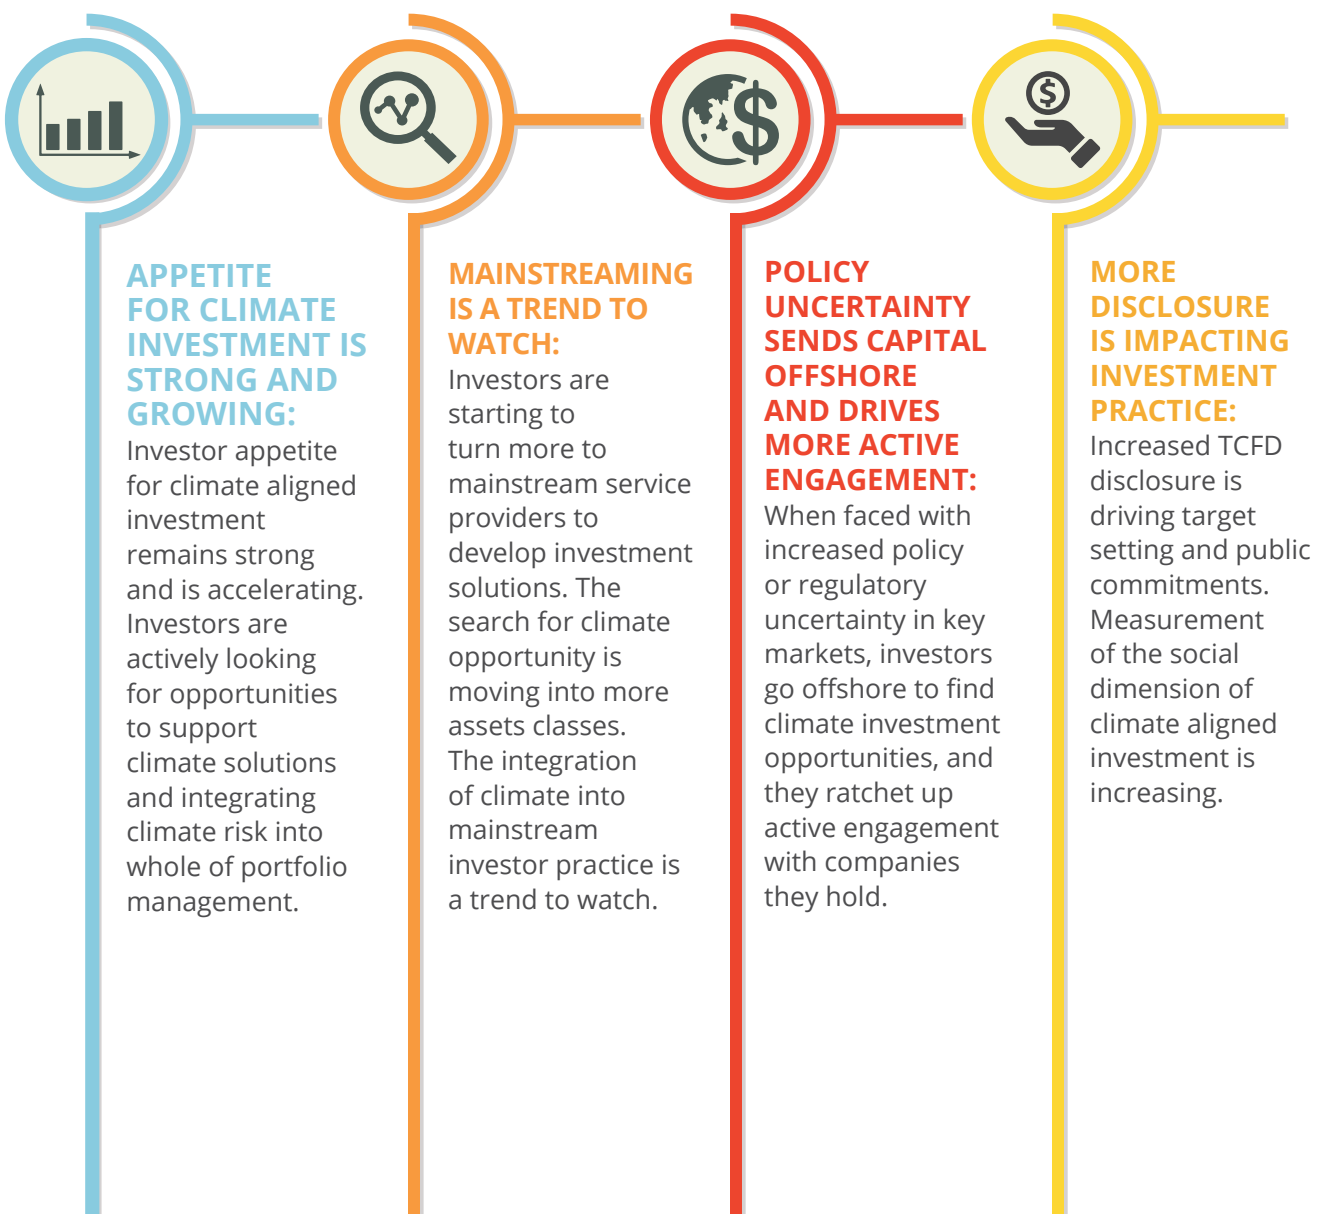 APPETITE
FOR CLIMATE
INVESTMENT IS
STRONG AND
GROWING:
Investor appetite
for climate aligned
investment
remains strong
and is accelerating.
Investors are
actively looking
for opportunities
to support
climate solutions
and integrating
climate risk into
whole of portfolio
management.
MAINSTREAMING
IS A TREND TO
WATCH:
Investors are
starting to
turn more to
mainstream service
providers to
develop investment
solutions. The
search for climate
opportunity is
moving into more
assets classes.
The integration
of climate into
mainstream
investor practice is
a trend to watch.
POLICY
UNCERTAINTY
SENDS CAPITAL
OFFSHORE
AND DRIVES
MORE ACTIVE
ENGAGEMENT:
When faced with
increased policy
or regulatory
uncertainty in key
markets, investors
go offshore to find
climate investment
opportunities, and
they ratchet up
active engagement
with companies
they hold.
MORE
DISCLOSURE
IS IMPACTING
INVESTMENT
PRACTICE:
Increased TCFD
disclosure is
driving target
setting and public
commitments.
Measurement
of the social
dimension of
climate aligned
investment is
increasing.